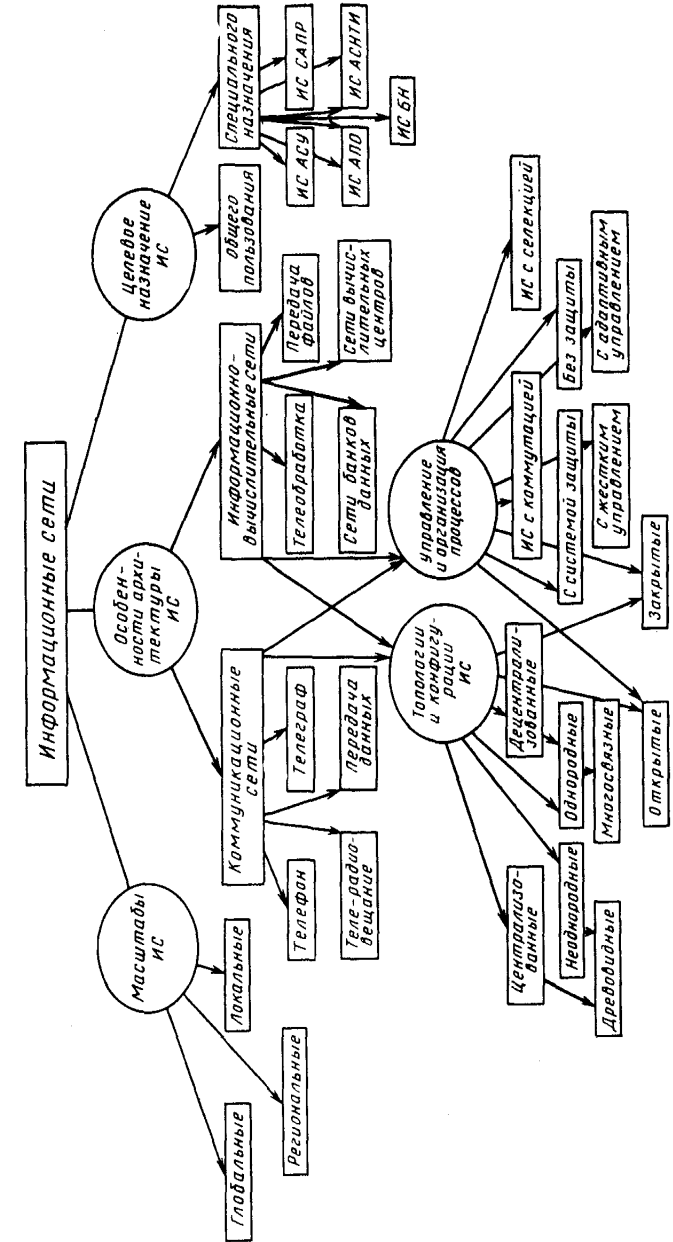 Информационные сети
Масштабы
ИС
Особен-
ности архи-
тектуры
ИС
Целевое
назначение
ИС
Глобальные
Региональные
Локальные
Коммуникационные
сети
Телефон
Телеграф
Теле-радио-
вещание
Передача
данных
Информационно-
вычислительные сети
Телеобработка
Передача
файлов
Сети банков
данных
Сети вычис-
лительных
центров
Общего
пользования
Специального
назначения
ИС АСУ
ИС САПР
ИС АПО
ИС АСНТИ
ИС БН
Топологии
и конфигу-
рации
ИС
Централизо-
ванные
Децентрали-
зованные
Неоднородные
Однородные
Древовидные
Многосвязные
Открытые
Управление
и организация
процессов
ИС с коммутацией
ИС с селекцией
С системой защиты
Без защиты
С жестким
управлением
С адаптивным
управлением
Закрытые